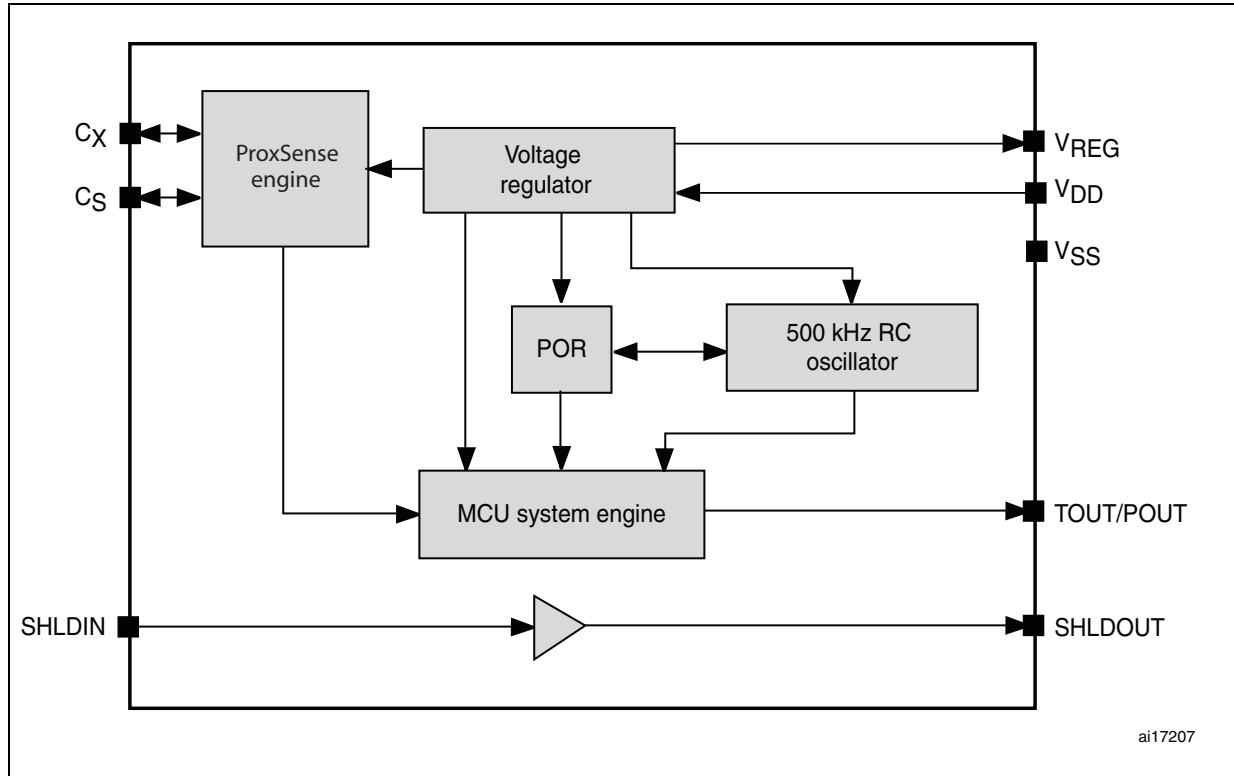 CX
CS
ProxSense
engine
Voltage
regulator
VREG
VDD
VSS
POR
500 kHz RC
oscillator
MCU system engine
TOUT/POUT
SHLDIN
SHLDOUT
ai17207